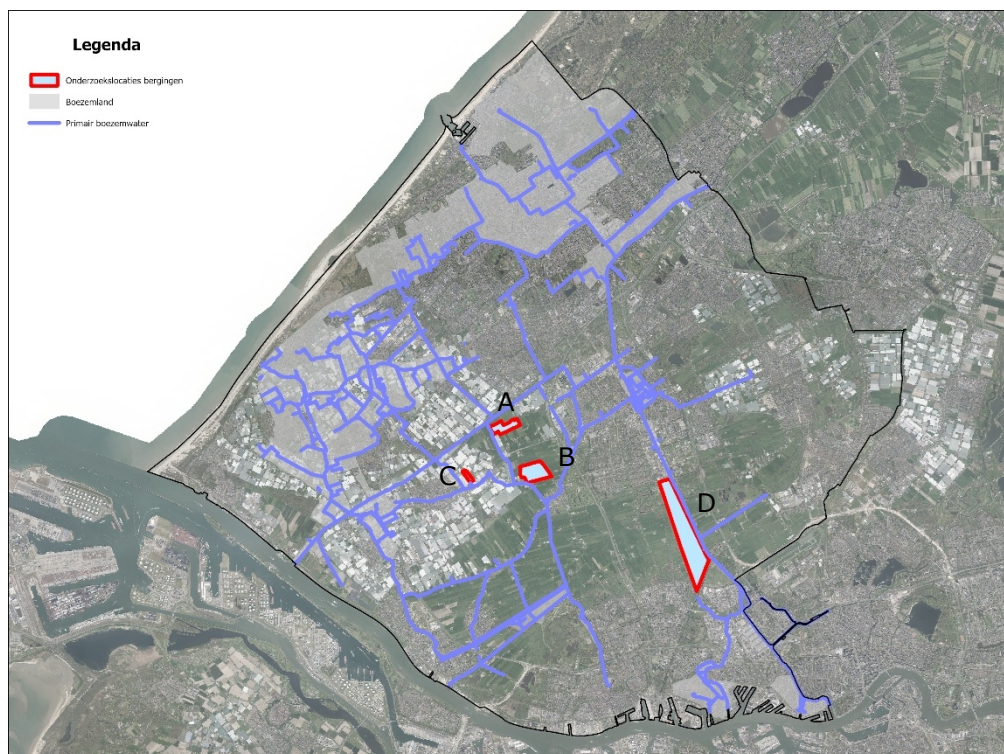 Legenda
Onderzoekslocaties bergingen
Boezemland
Primair boezemwater
A
B
C
D